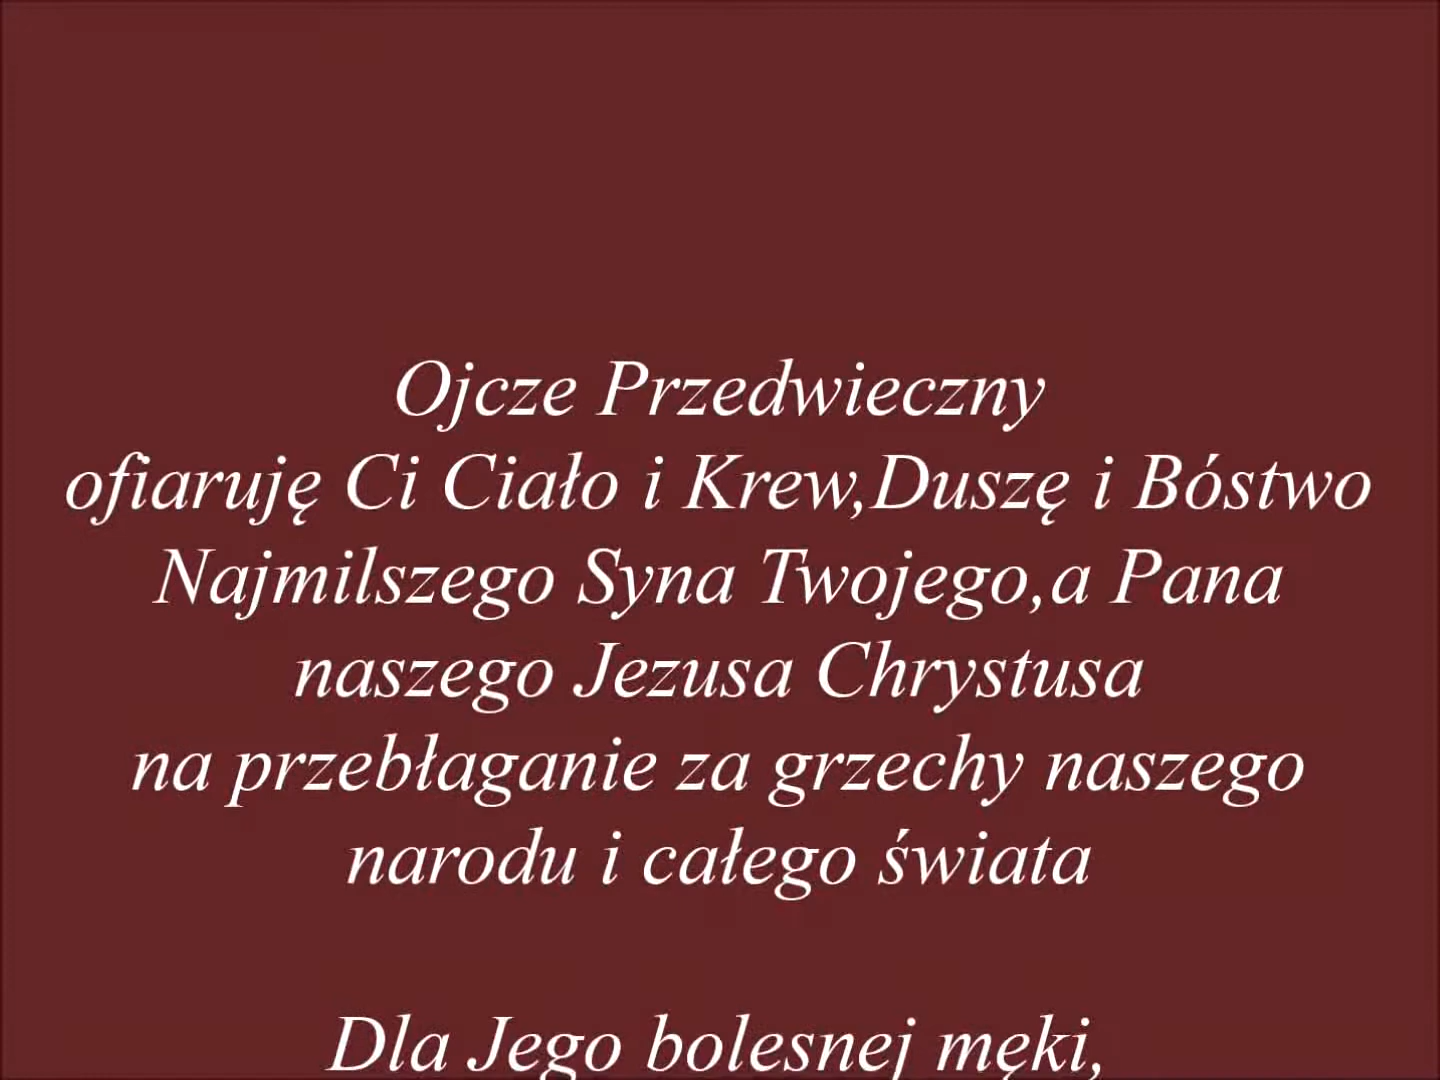 Ojcze Przedwieczny
ofiaruję Ci Ciało i Krew,Duszę i Bóstwo
Najmilszego Syna Twojego,a Pana
naszego Jezusa Chrystusa
na przebłaganie za grzechy naszego
narodu i całego świata
Dla Jego bolesnej męki,